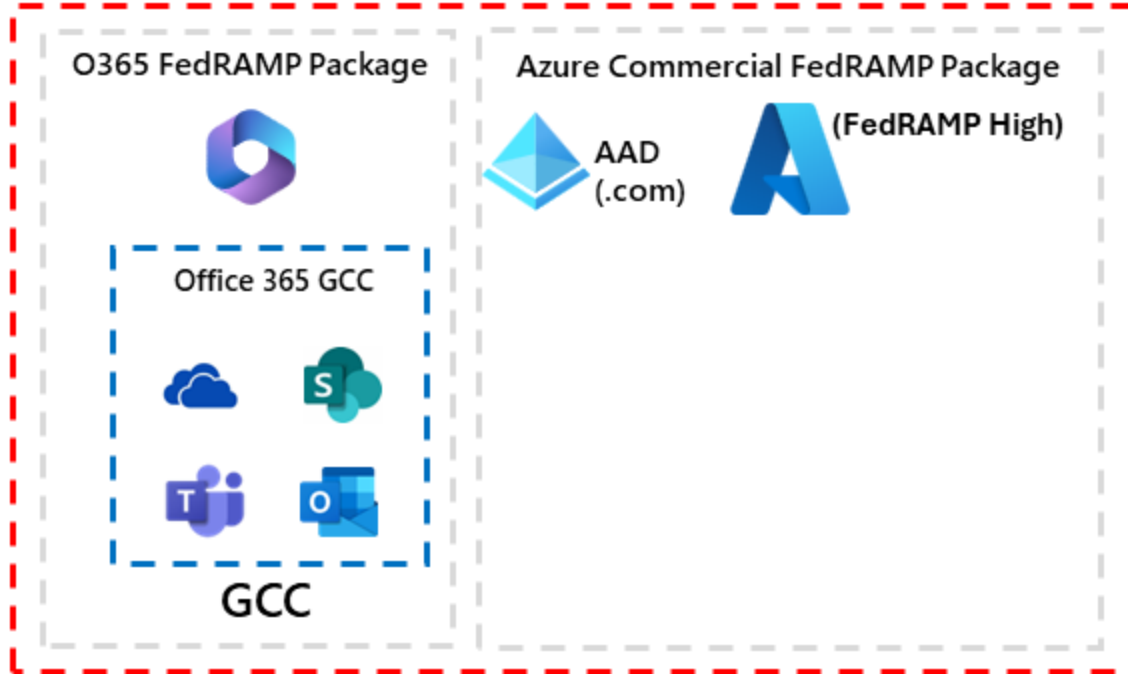 O365 FedRAMP Package
Office 365 GCC
S
T
O
GCC
Azure Commercial FedRAMP Package
AAD
(.com)
(FedRAMP High)